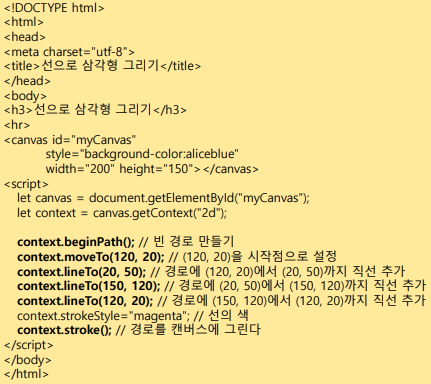 <!DOCTYPE html>
<html>
<head>
<meta charset="utf-8">
<title>선으로 삼각형 그리기</title>
</head>
<body>
<h3>선으로 삼각형 그리기</h3>
<hr>
<canvas id="myCanvas"
style="background-color:aliceblue"
width="200" height="150"></canvas>
<script>
let canvas = document.getElementById("myCanvas");
let context = canvas.getContext("2d");
context.beginPath(); // 빈 경로 만들기
context.moveTo(120, 20); // (120, 20)을 시작점으로 설정
context.lineTo(20, 50); // 경로에 (120, 20)에서 (20, 50)까지 직선 추가
context.lineTo(150, 120); // 경로에 (20, 50)에서 (150, 120)까지 직선 추가
context.lineTo(120, 20); // 경로에 (150, 120)에서 (120, 20)까지 직선 추가
context.strokeStyle="magenta"; // 선의 색
context.stroke(); // 경로를 캔버스에 그린다
</script>
</body>
</html>